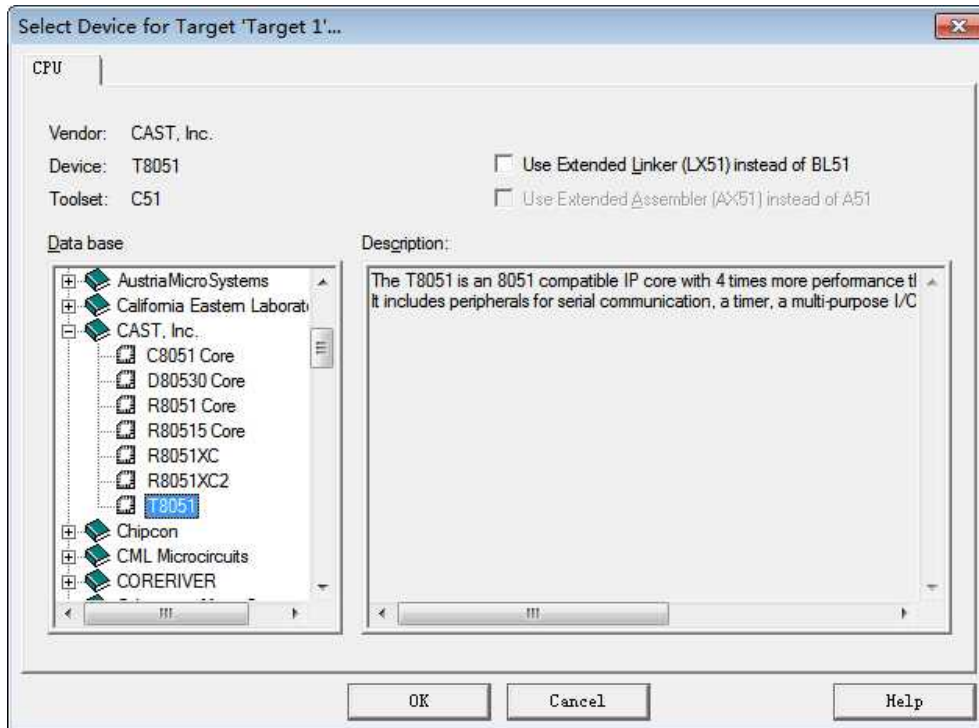 Select Device for Target 'Target 1'...
CPU
Vendor: CAST, Inc.
Device: T8051
Toolset: C51
Use Extended Linker (LX51) instead of BL51
Use Extended Assembler (AX51) instead of A51
Data base
AustriaMicroSystems
California Eastern
CAST, Inc.
C8051 Core
D80530 Core
R8051 Core
R80515 Core
R8051XC
R8051XC2
T8051
Chipcon
CML Microcircuits
CORERIVER
Description:
The T8051 is an 8051 compatible IP core with 4 times more performance
It includes peripherals for serial communication, a timer, a multi-purpose
OK
Cancel
Help